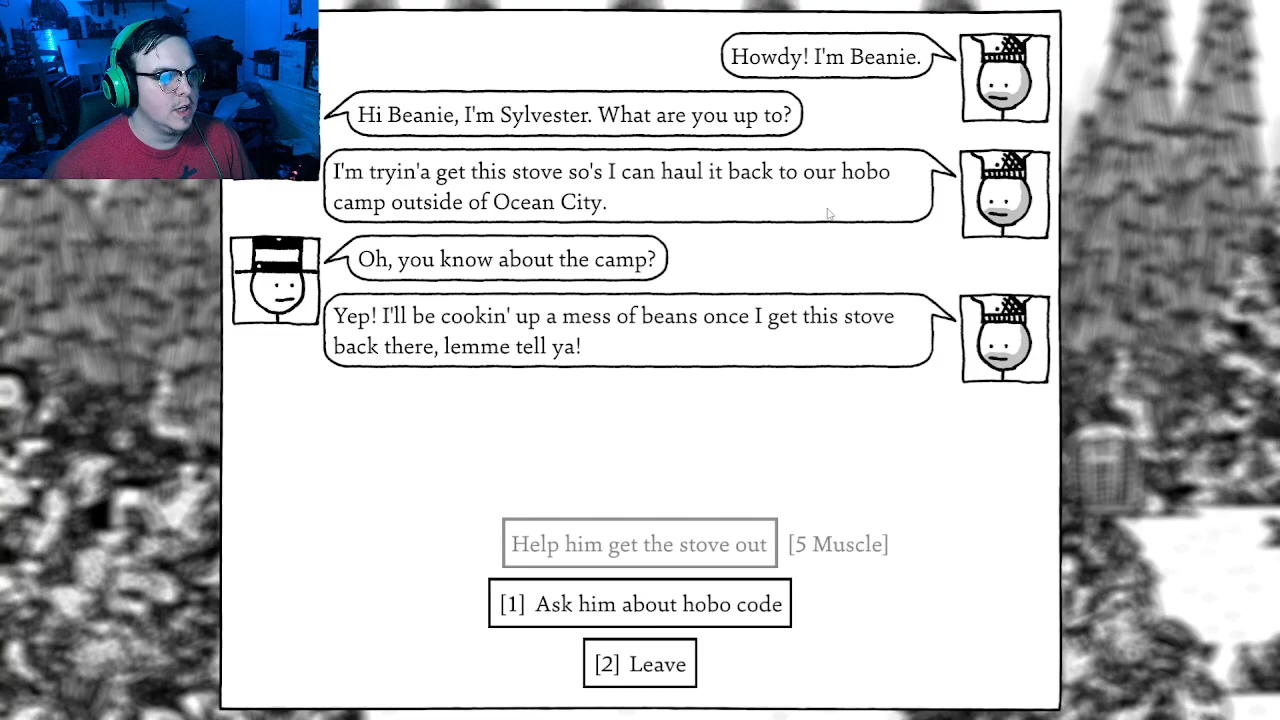 Howdy! I'm Beanie.
Hi Beanie, I'm Sylvester. What are you up to?
I'm tryin'a get this stove so's I can haul it back to our hobo
camp outside of Ocean City.
Oh, you know about the camp?
Yep! I'll be cookin' up a mess of beans once I get this stove
back there, lemme tell ya!
Help him get the stove out [5 Muscle]
[1] Ask him about hobo code
[2] Leave